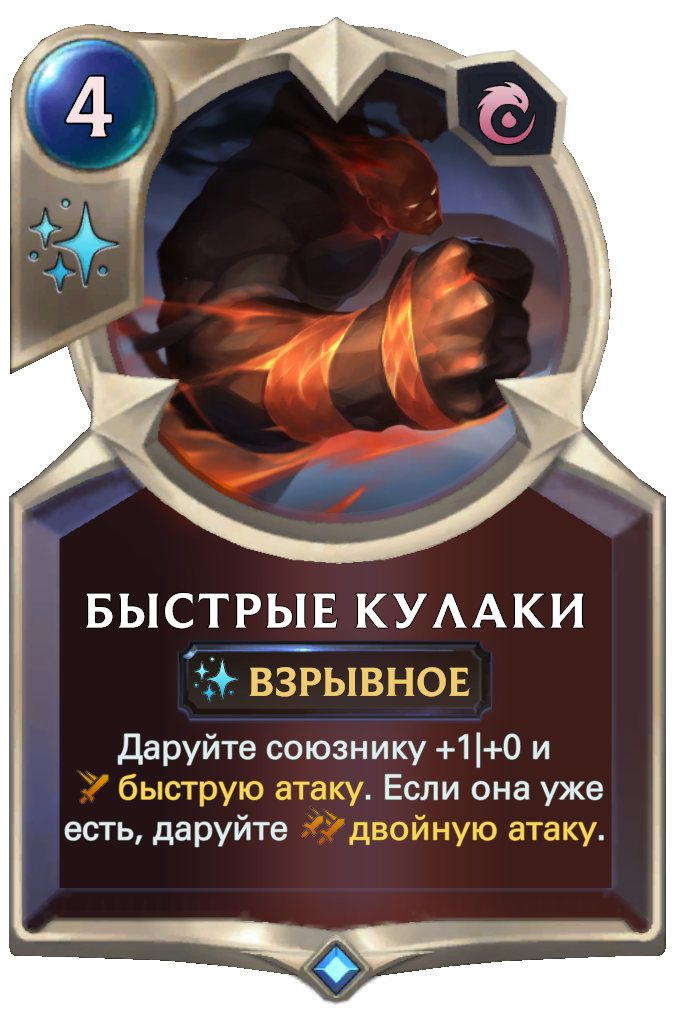 4
БЫСТРЫЕ КУЛАКИ
ВЗРЫВНОЕ
Даруйте союзнику +1|+0 и
быструю атаку. Если она уже
есть, даруйте двойную атаку.